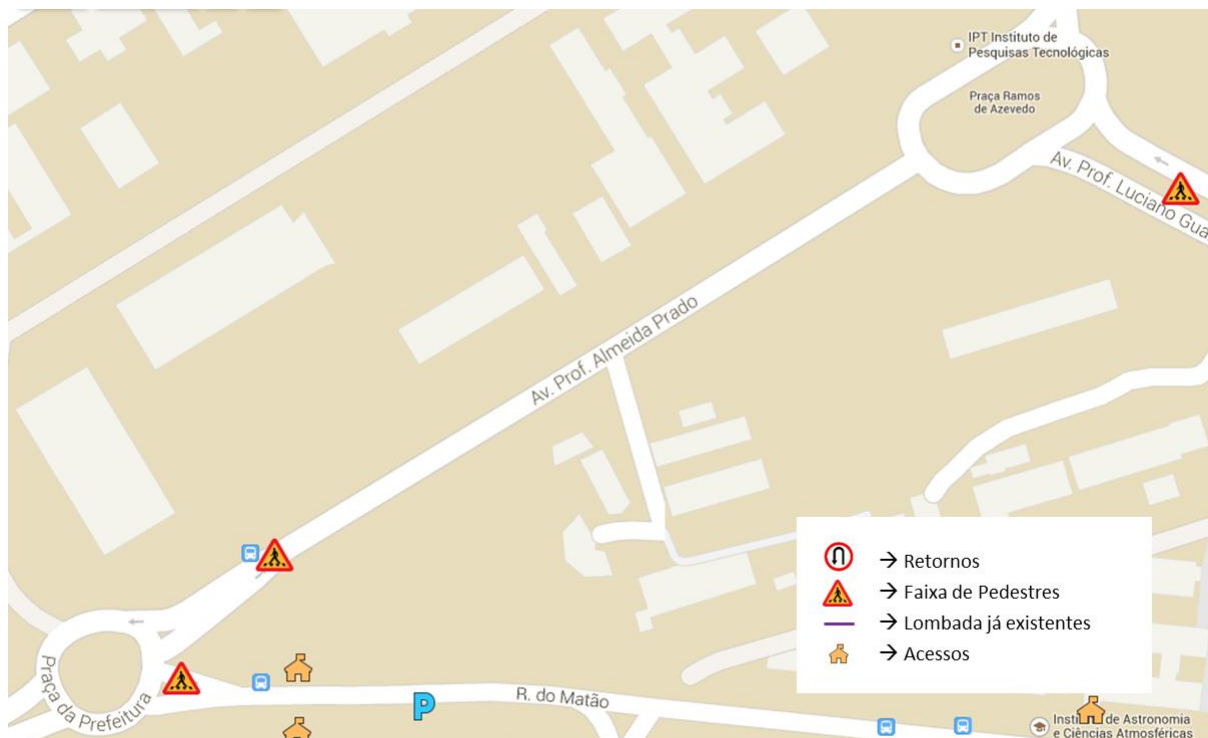 IPT Instituto de
Pesquisas Tecnológicas
Praça Ramos
de Azevedo
Av. Prof. Luciano Gua
Av. Prof. Almeida Prado
→ Retornos
→ Faixa de Pedestres
→ Lombada já existentes
→ Acessos
Praça da Prefeitura
P
R. do Matão
de Astronomia
e Ciências Atmosféricas